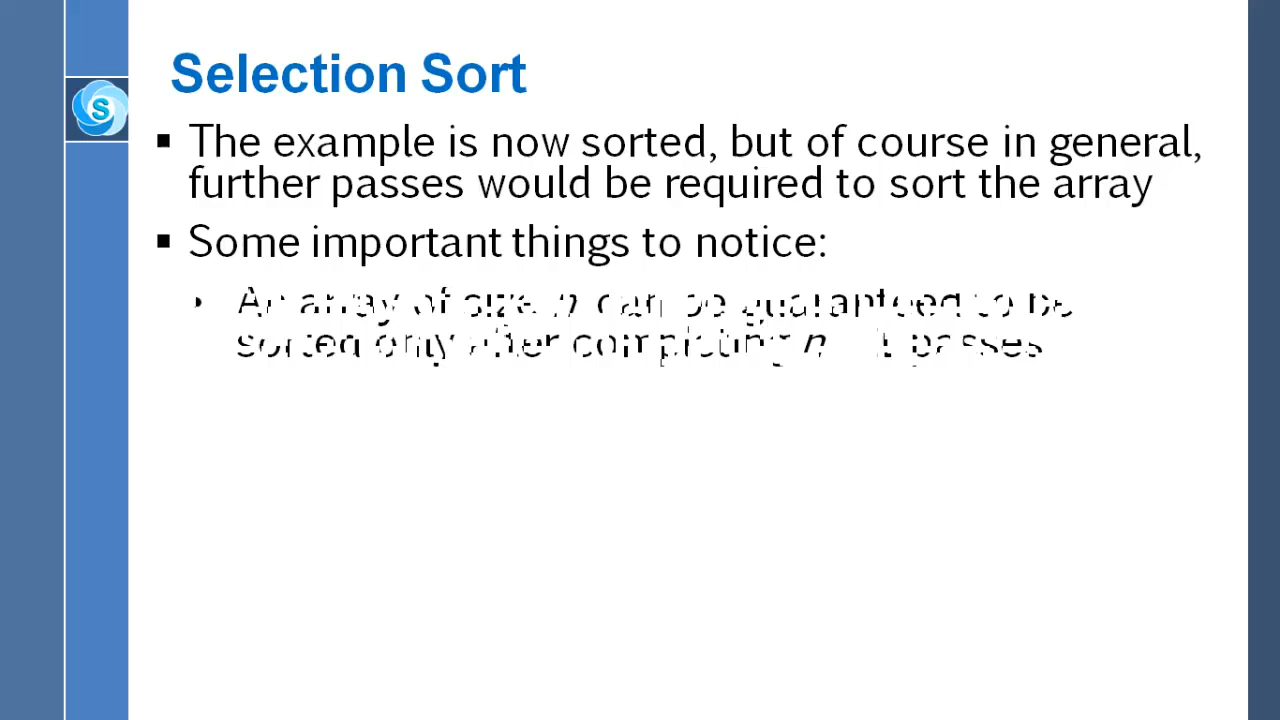 Selection Sort
S
▪ The example is now sorted, but of course in general,
further passes would be required to sort the array
▪ Some important things to notice:
• An array of size n can be guaranteed to be
sorted only after completing passes